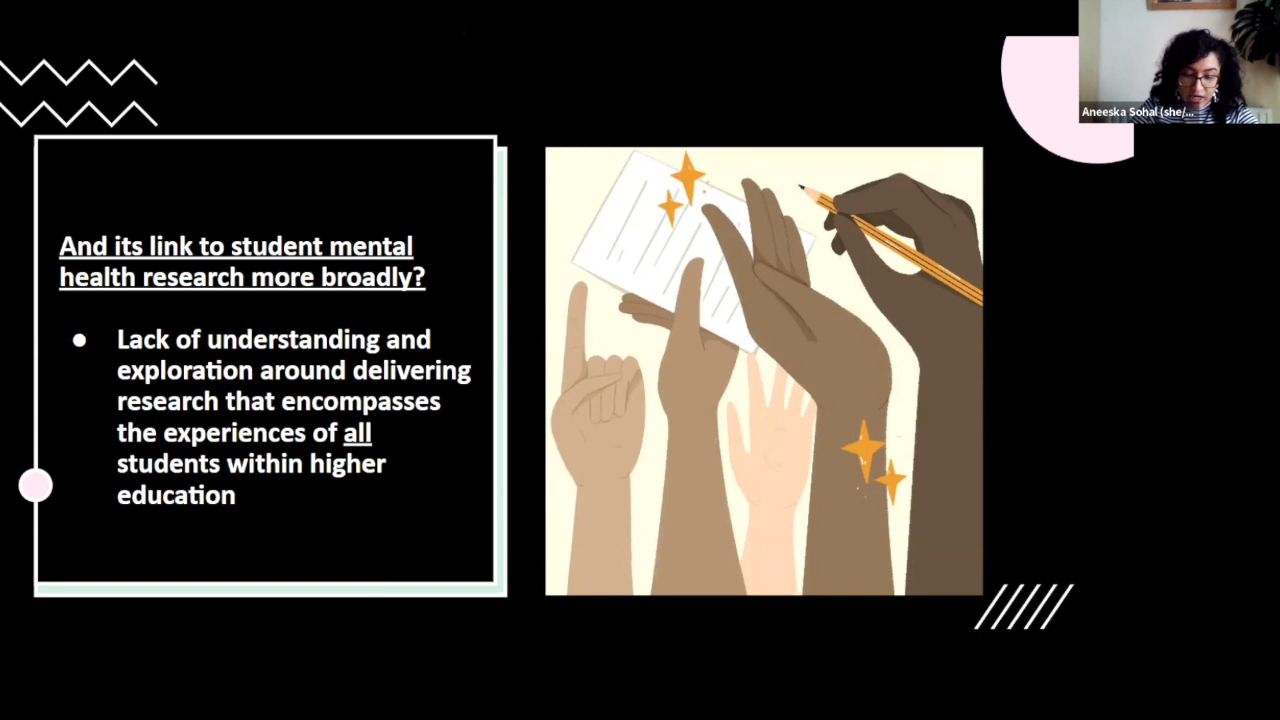 Aneeska Sohal (she/...
And its link to student mental
health research more broadly?
● Lack of understanding and
exploration around delivering
research that encompasses
the experiences of all
students within higher
education